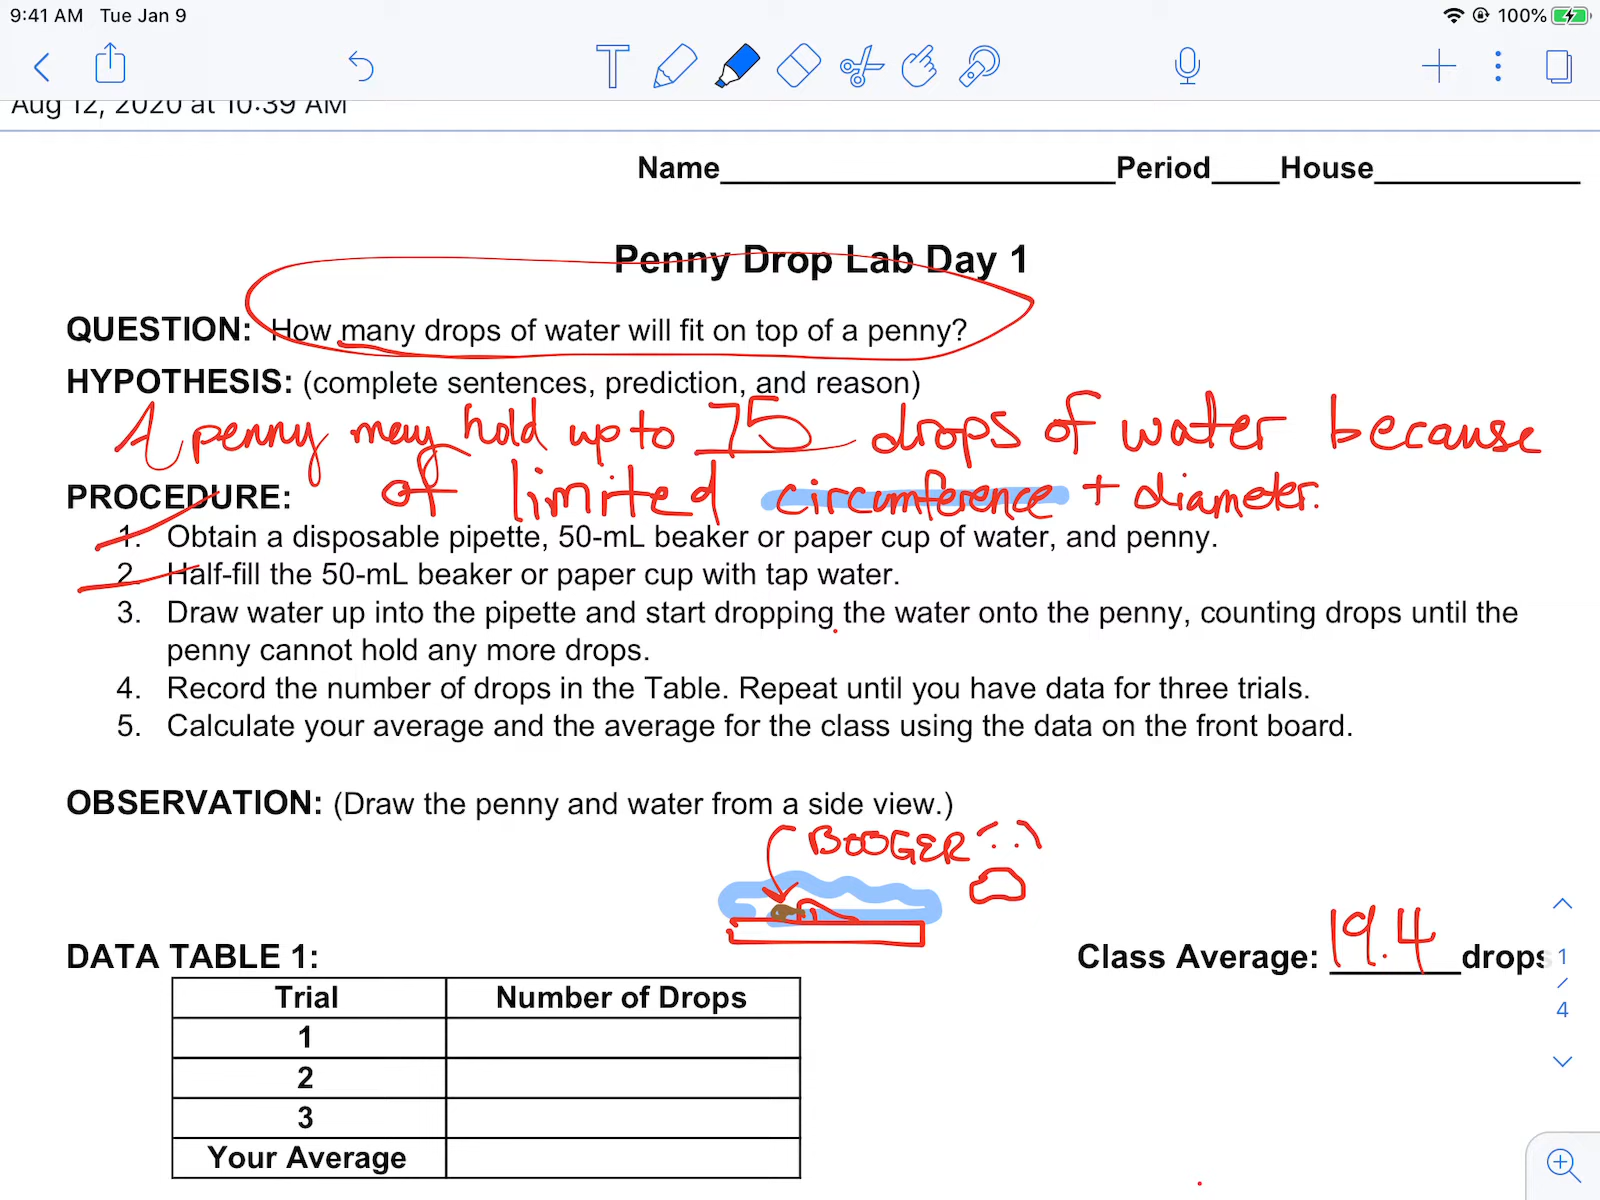 9:41 AM Tue Jan 9 100%
Aug 12, 2020 at 10:39 AM
Name Period House
Penny Drop Lab Day 1
QUESTION: How many drops of water will fit on top of a penny?
HYPOTHESIS: (complete sentences, prediction, and reason)
A penny may hold up to 75 drops of water because
of limited circumference + diameter.
PROCEDURE:
1. Obtain a disposable pipette, 50-mL beaker or paper cup of water, and penny.
2. Half-fill the 50-mL beaker or paper cup with tap water.
3. Draw water up into the pipette and start dropping the water onto the penny, counting drops until the
penny cannot hold any more drops.
4. Record the number of drops in the Table. Repeat until you have data for three trials.
5. Calculate your average and the average for the class using the data on the front board.
OBSERVATION: (Draw the penny and water from a side view.)
BOOGER
DATA TABLE 1:
Class Average: 19.4 drops
1 / 4
Trial Number of Drops
1
2
3
Your Average